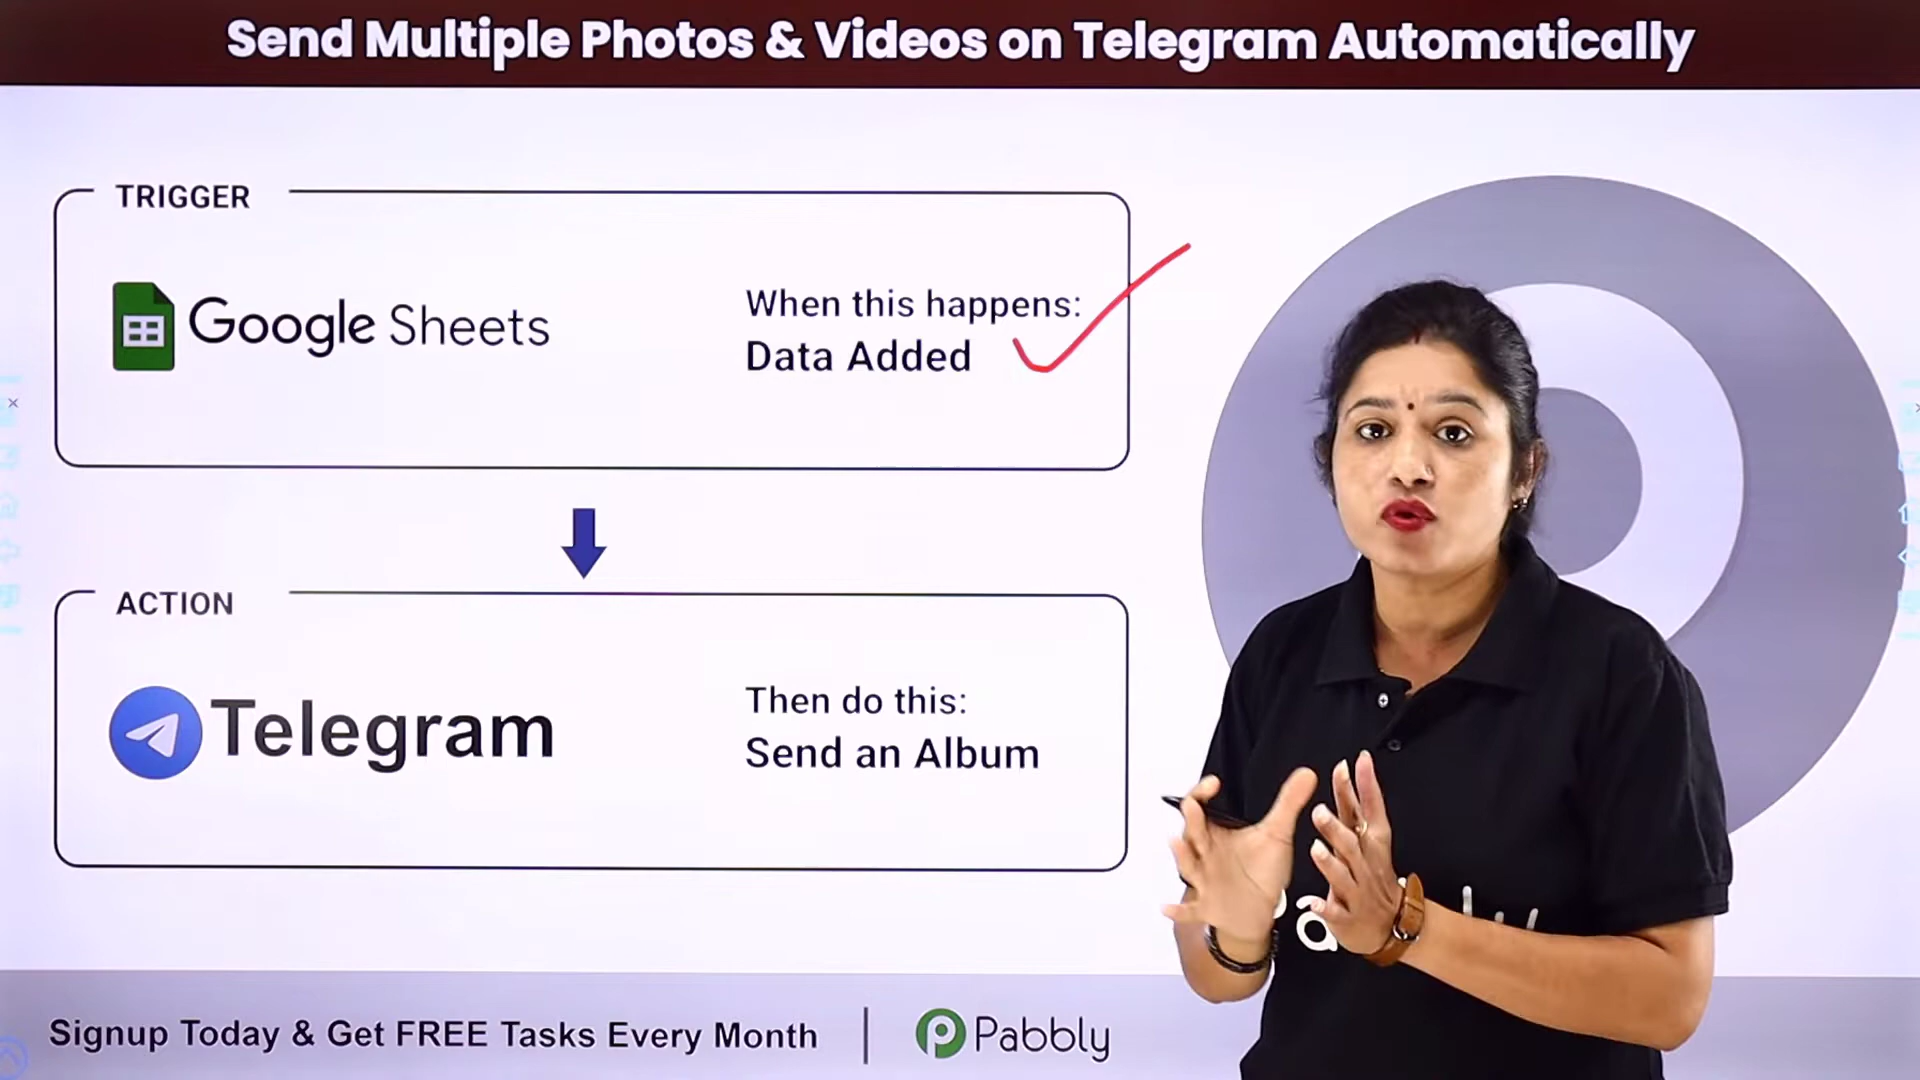 Send Multiple Photos & Videos on Telegram Automatically
TRIGGER
Google Sheets
When this happens:
Data Added
ACTION
Telegram
Then do this:
Send an Album
Signup Today & Get FREE Tasks Every Month
Pabbly